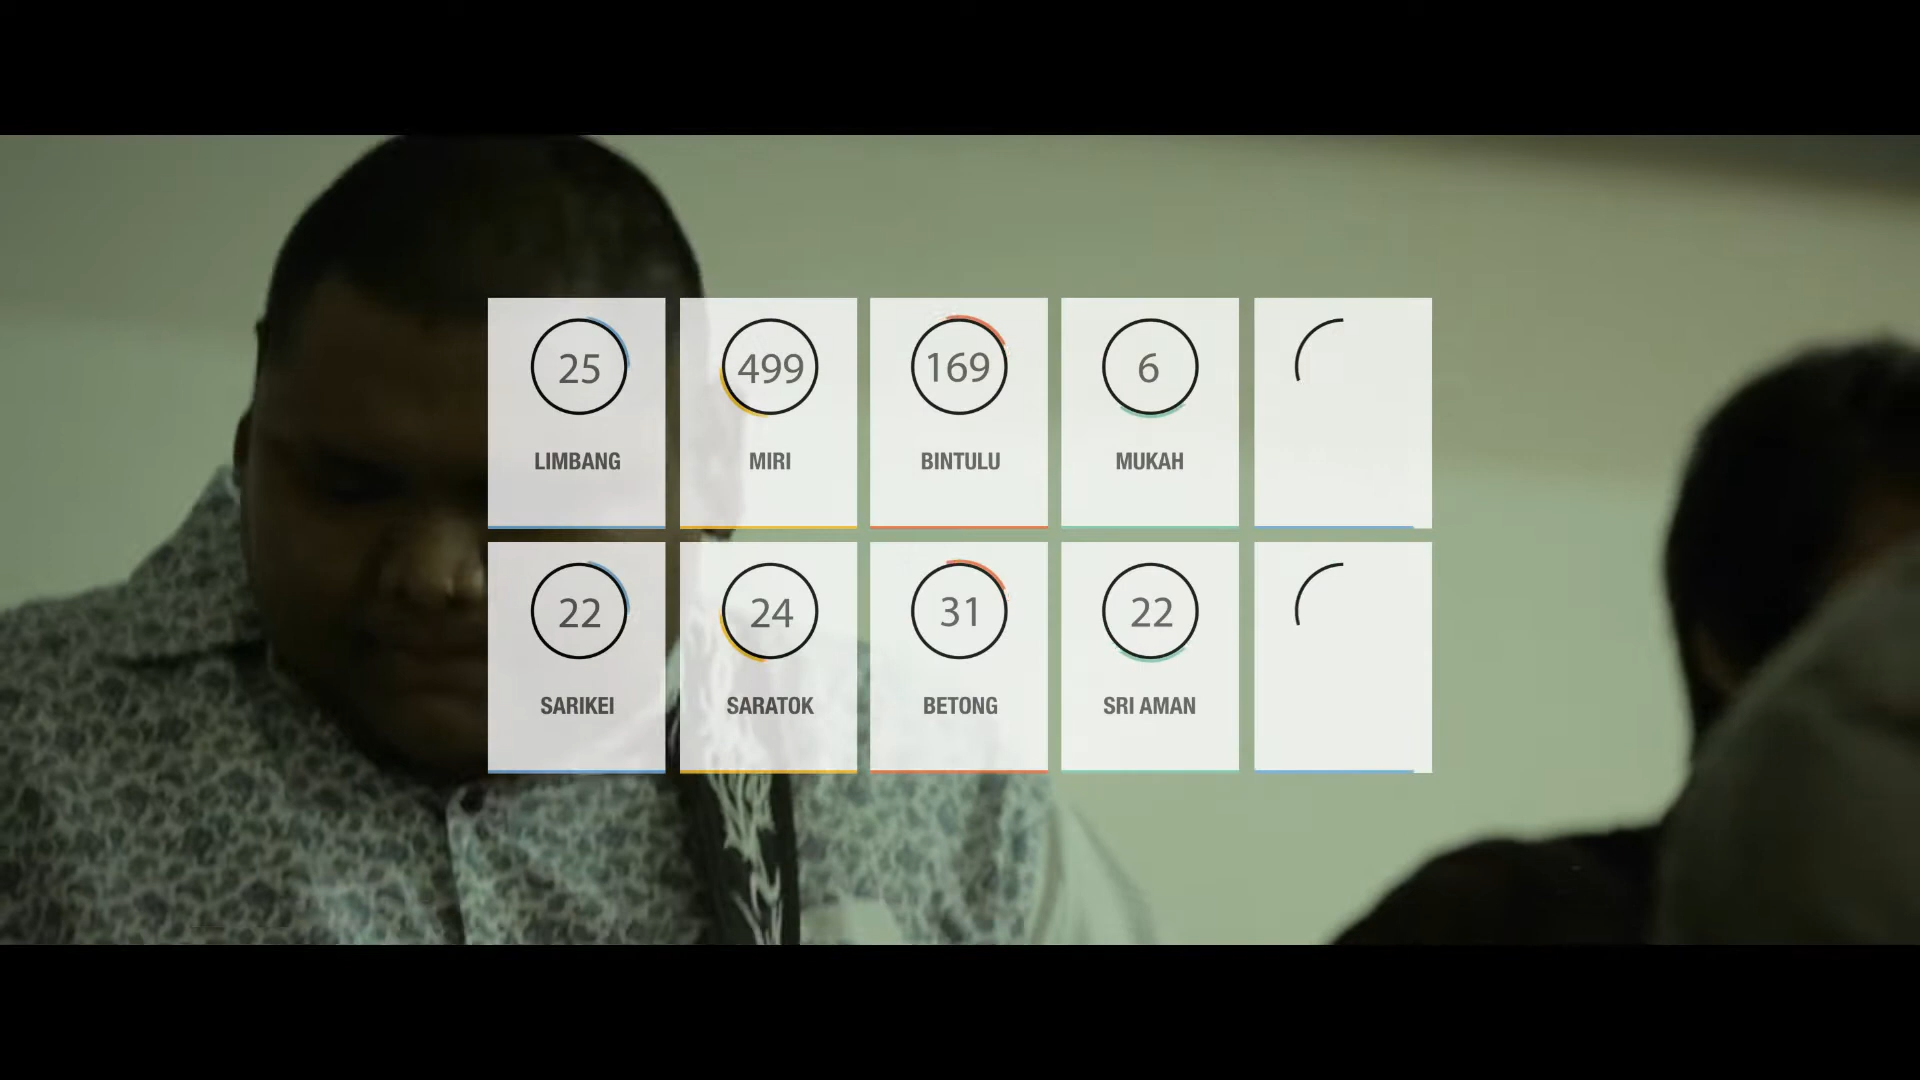 25
499
169
6
LIMBANG
MIRI
BINTULU
MUKAH
22
24
31
22
SARIKEI
SARATOK
BETONG
SRI AMAN